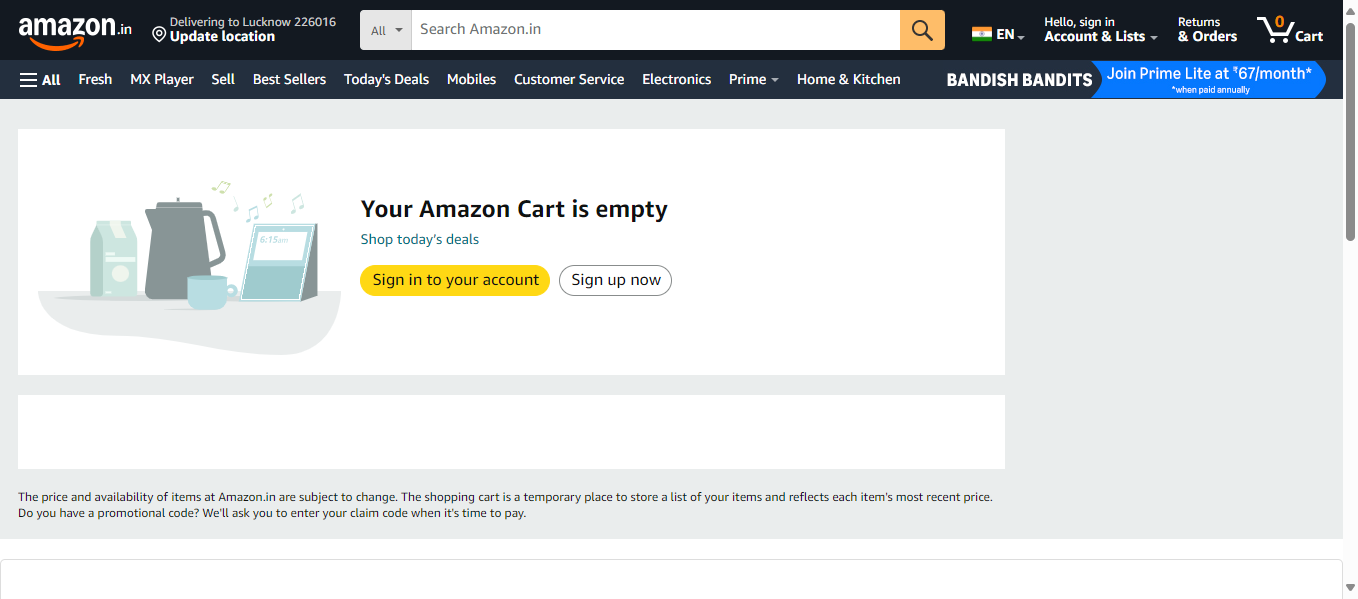 amazon.in
Delivering to Lucknow 226016
Update location
All
Search Amazon.in
EN
Hello, sign in
Account & Lists
Returns
& Orders
0
Cart
All Fresh MX Player Sell Best Sellers Today's Deals Mobiles Customer Service Electronics Prime Home & Kitchen
BANDISH BANDITS
Join Prime Lite at ₹67/month*
*when paid annually
6:15am
Your Amazon Cart is empty
Shop today's deals
Sign in to your account
Sign up now
The price and availability of items at Amazon.in are subject to change. The shopping cart is a temporary place to store a list of your items and reflects each item's most recent price.
Do you have a promotional code? We'll ask you to enter your claim code when it's time to pay.